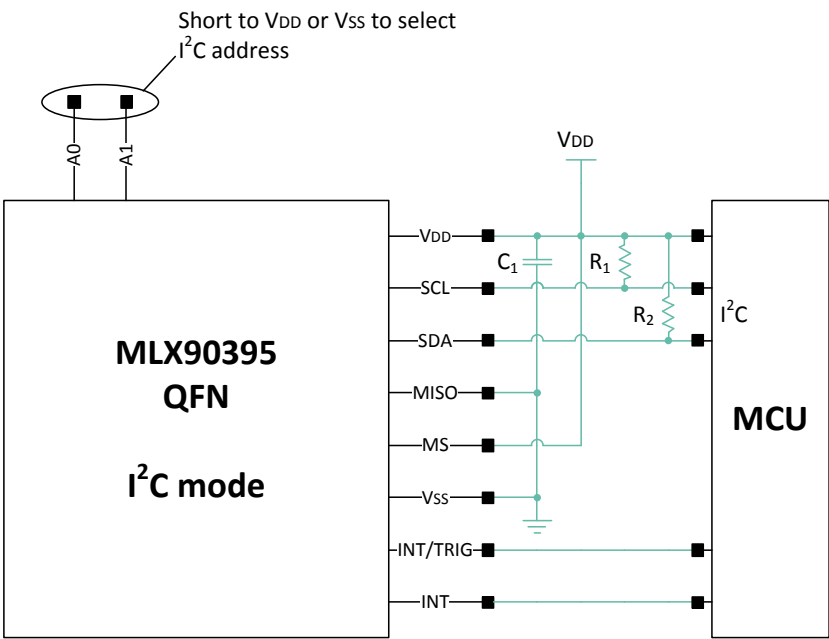 Short to VDD or VSS to select
I²C address
A0
A1
VDD
VDD
C₁
R₁
SCL
R₂
I²C
SDA
MLX90395
QFN
MISO
MCU
MS
I²C mode
VSS
INT/TRIG
INT